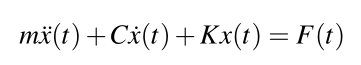 mẍ(t) + Cẋ(t) + Kx(t) = F(t)